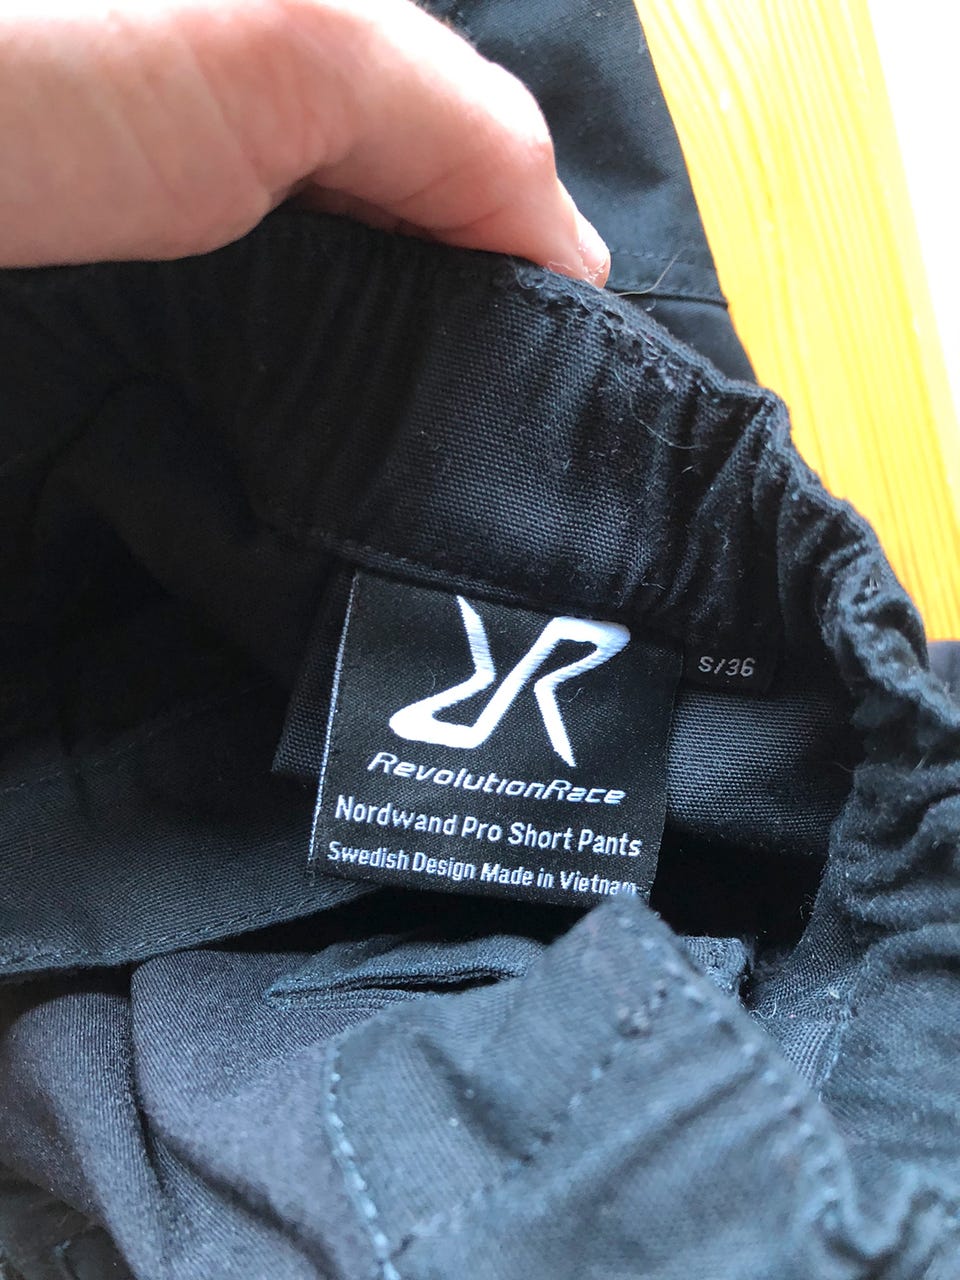 RevolutionRace
S/36
Nordwand Pro Short Pants
Swedish Design Made in Vietnam